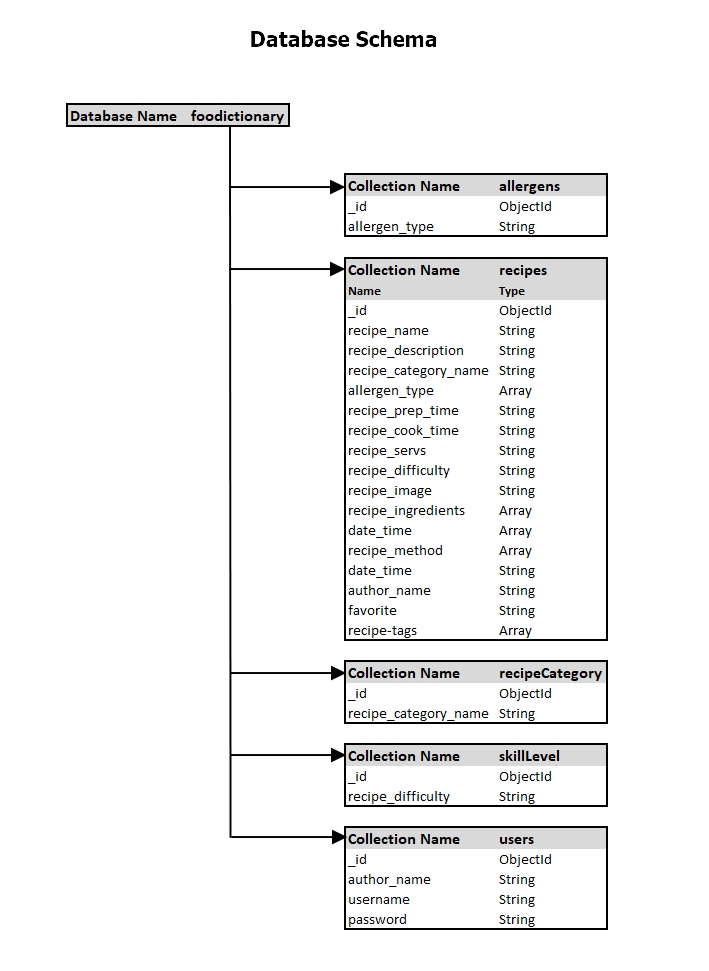 Database Schema
Database Name foodictionary
Collection Name allergens
_id ObjectId
allergen_type String
Collection Name recipes
Name Type
_id ObjectId
recipe_name String
recipe_description String
recipe_category_name String
allergen_type Array
recipe_prep_time String
recipe_cook_time String
recipe_servs String
recipe_difficulty String
recipe_image String
recipe_ingredients Array
date_time Array
recipe_method Array
date_time String
author_name String
favorite String
recipe-tags Array
Collection Name recipeCategory
_id ObjectId
recipe_category_name String
Collection Name skillLevel
_id ObjectId
recipe_difficulty String
Collection Name users
_id ObjectId
author_name String
username String
password String